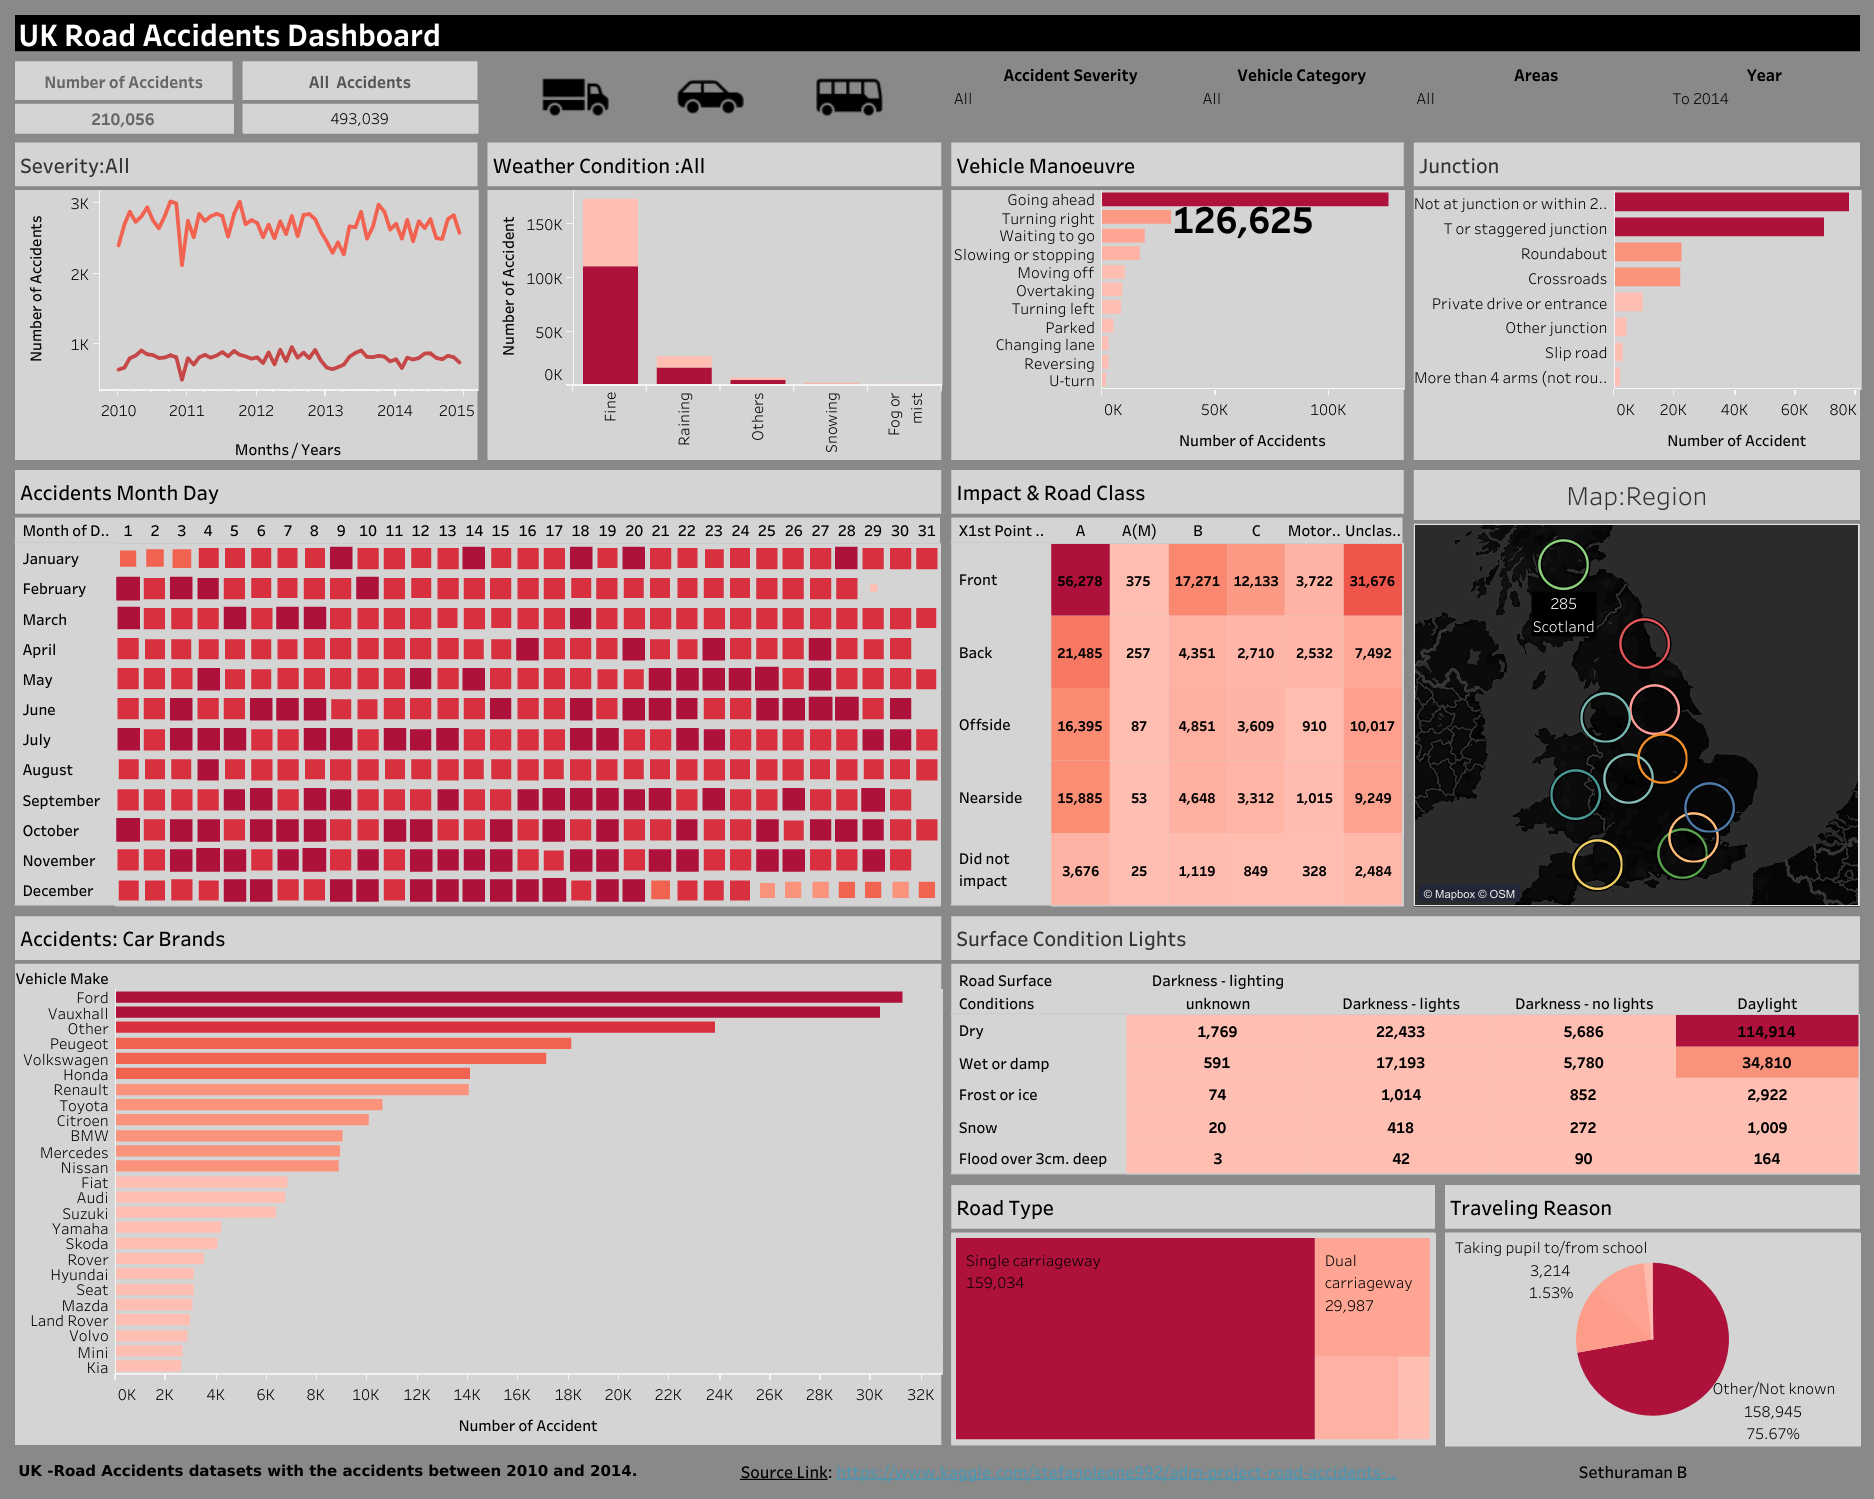 UK Road Accidents Dashboard
Number of Accidents
210,056
All Accidents
493,039
Accident Severity
All
Vehicle Category
All
Areas
All
Year
To 2014
Severity:All
Number of Accidents
3K
2K
1K
2010 2011 2012 2013 2014 2015
Months / Years
Weather Condition :All
Number of Accident
150K
100K
50K
0K
Fine
Raining
Others
Snowing
Fog or
mist
Vehicle Manoeuvre
Going ahead
Turning right
126,625
Waiting to go
Slowing or stopping
Moving off
Overtaking
Turning left
Parked
Changing lane
Reversing
U-turn
0K 50K 100K
Number of Accidents
Junction
Not at junction or within 2..
T or staggered junction
Roundabout
Crossroads
Private drive or entrance
Other junction
Slip road
More than 4 arms (not rou..
0K 20K 40K 60K 80K
Number of Accident
Accidents Month Day
Month of D.. 1 2 3 4 5 6 7 8 9 10 11 12 13 14 15 16 17 18 19 20 21 22 23 24 25 26 27 28 29 30 31
January
February
March
April
May
June
July
August
September
October
November
December
Impact & Road Class
X1st Point .. A A(M) B C Motor.. Unclas..
Front 56,278 375 17,271 12,133 3,722 31,676
Back 21,485 257 4,351 2,710 2,532 7,492
Offside 16,395 87 4,851 3,609 910 10,017
Nearside 15,885 53 4,648 3,312 1,015 9,249
Did not
impact 3,676 25 1,119 849 328 2,484
Map:Region
285
Scotland
© Mapbox © OSM
Accidents: Car Brands
Vehicle Make
Ford
Vauxhall
Other
Peugeot
Volkswagen
Honda
Renault
Toyota
Citroen
BMW
Mercedes
Nissan
Fiat
Audi
Suzuki
Yamaha
Skoda
Rover
Hyundai
Seat
Mazda
Land Rover
Volvo
Mini
Kia
0K 2K 4K 6K 8K 10K 12K 14K 16K 18K 20K 22K 24K 26K 28K 30K 32K
Number of Accident
Surface Condition Lights
Road Surface
Conditions
Darkness - lighting
unknown
Darkness - lights Darkness - no lights Daylight
Dry 1,769 22,433 5,686 114,914
Wet or damp 591 17,193 5,780 34,810
Frost or ice 74 1,014 852 2,922
Snow 20 418 272 1,009
Flood over 3cm. deep 3 42 90 164
Road Type
Single carriageway
159,034
Dual
carriageway
29,987
Traveling Reason
Taking pupil to/from school
3,214
1.53%
Other/Not known
158,945
75.67%
UK -Road Accidents datasets with the accidents between 2010 and 2014.
Source Link: https://www.kaggle.com/stefanoleone992/adm-project-road-accidents-...
Sethuraman B